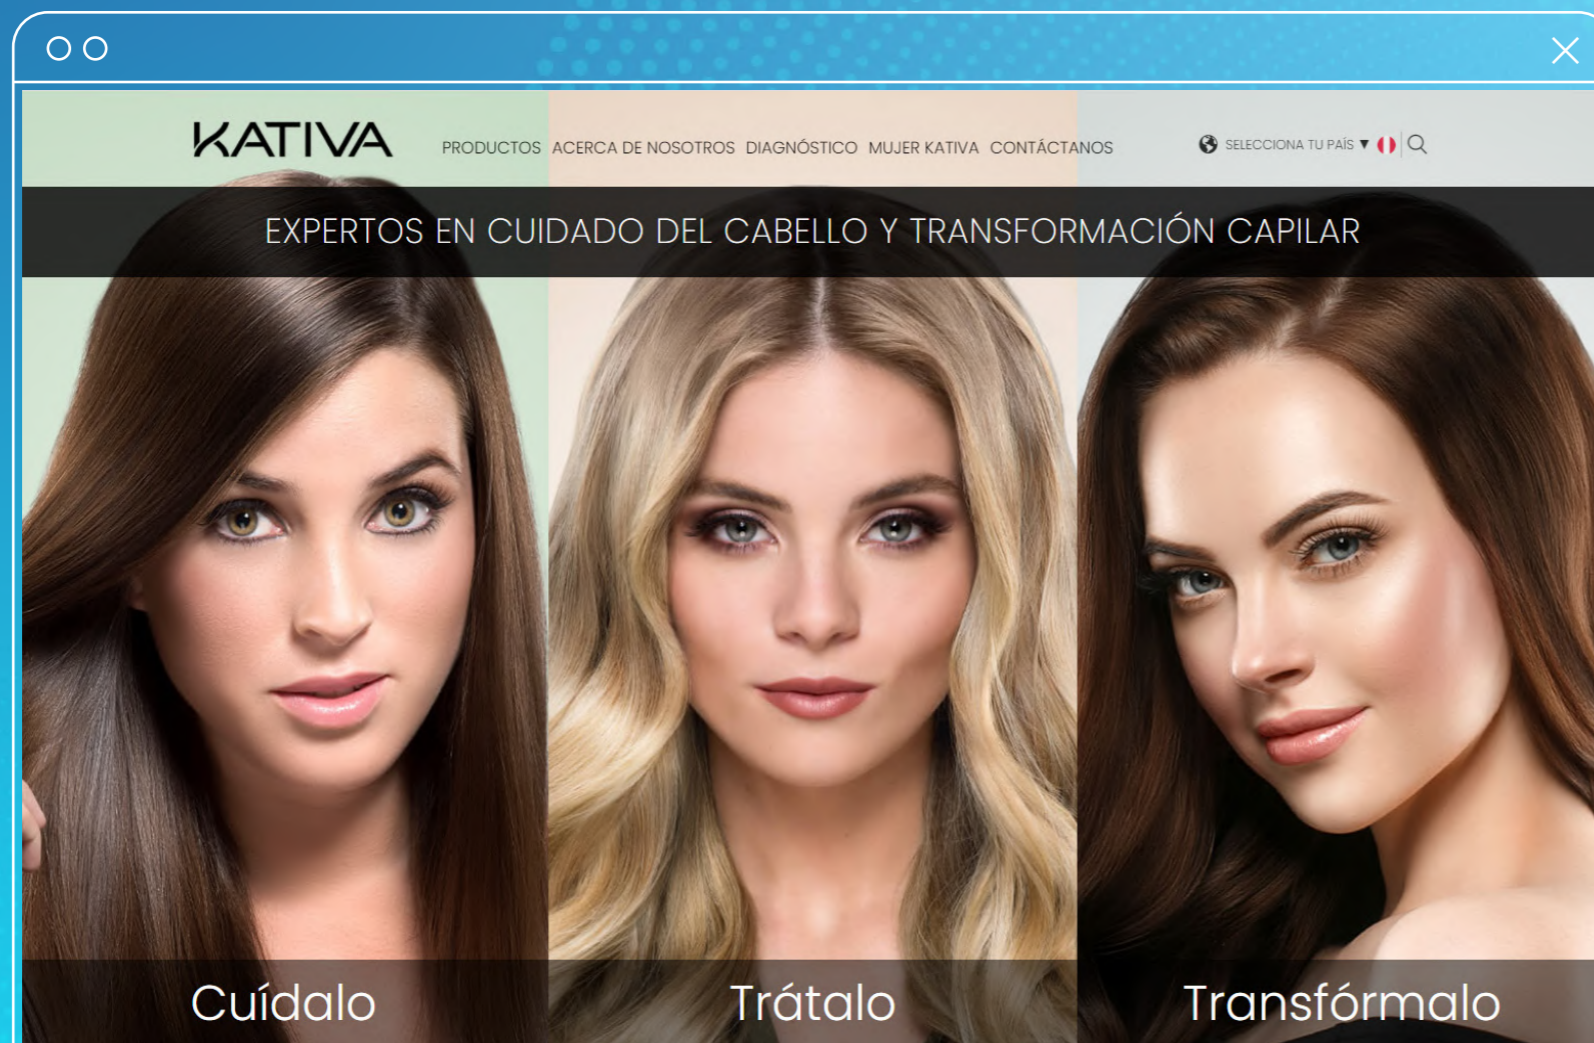 KATIVA
PRODUCTOS ACERCA DE NOSOTROS DIAGNÓSTICO MUJER KATIVA CONTÁCTANOS
SELECCIONA TU PAÍS
EXPERTOS EN CUIDADO DEL CABELLO Y TRANSFORMACIÓN CAPILAR
Cuídalo
Trátalo
Transfórmalo